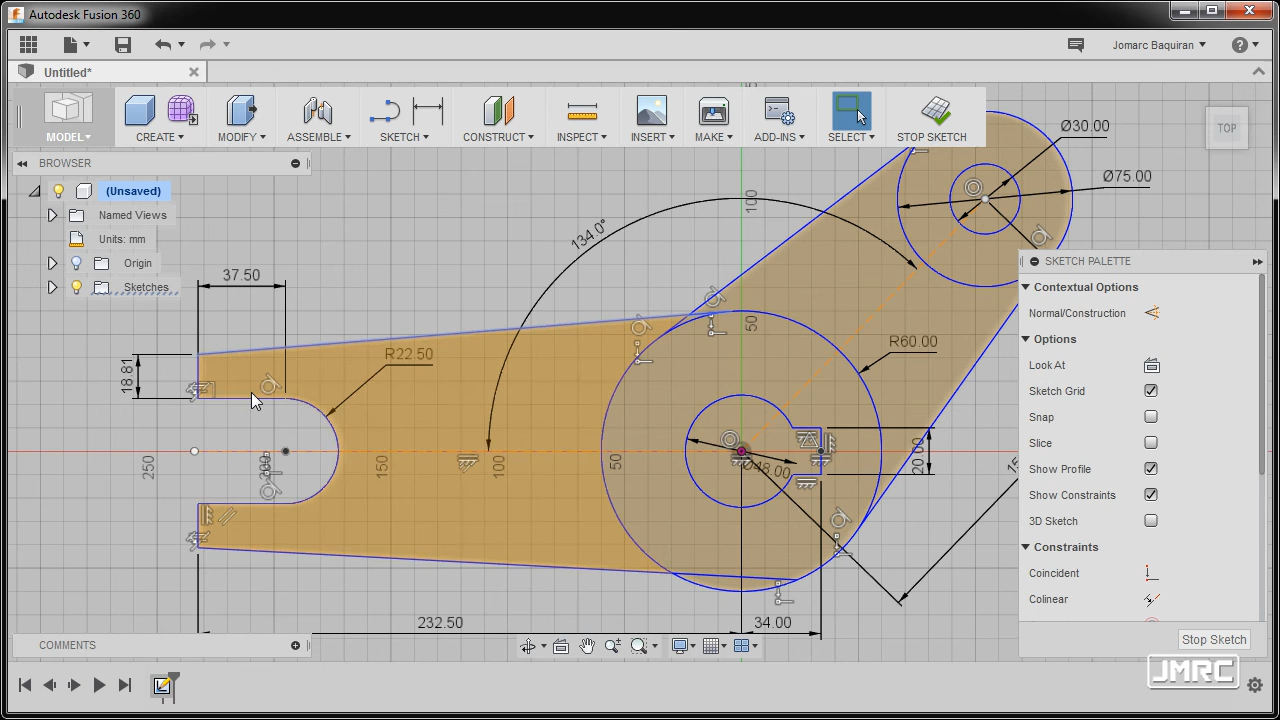 Autodesk Fusion 360
Jomarc Baquiran
Untitled*
MODEL
CREATE
MODIFY
ASSEMBLE
SKETCH
CONSTRUCT
INSPECT
INSERT
MAKE
ADD-INS
SELECT
STOP SKETCH
TOP
BROWSER
(Unsaved)
Named Views
Units: mm
Origin
Sketches
Ø30.00
Ø75.00
100
134.0°
37.50
50
R60.00
18.81
R22.50
250
200
150
100
50
Ø48.00
20.00
232.50
34.00
SKETCH PALETTE
Contextual Options
Normal/Construction
Options
Look At
Sketch Grid
Snap
Slice
Show Profile
Show Constraints
3D Sketch
Constraints
Coincident
Colinear
Stop Sketch
COMMENTS
JMRC